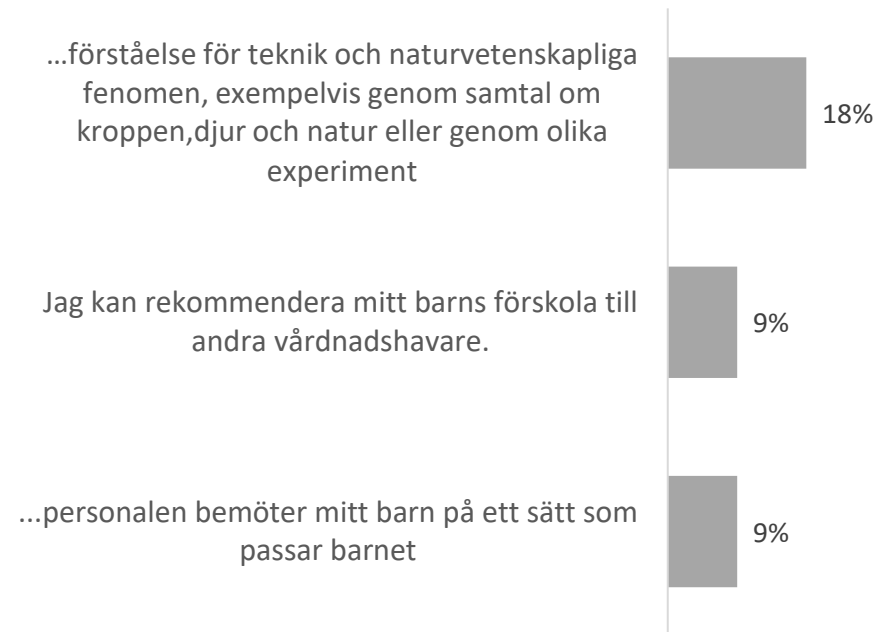 …förståelse för teknik och naturvetenskapliga
fenomen, exempelvis genom samtal om
kroppen,djur och natur eller genom olika
experiment
18%
Jag kan rekommendera mitt barns förskola till
andra vårdnadshavare.
9%
...personalen bemöter mitt barn på ett sätt som
passar barnet
9%